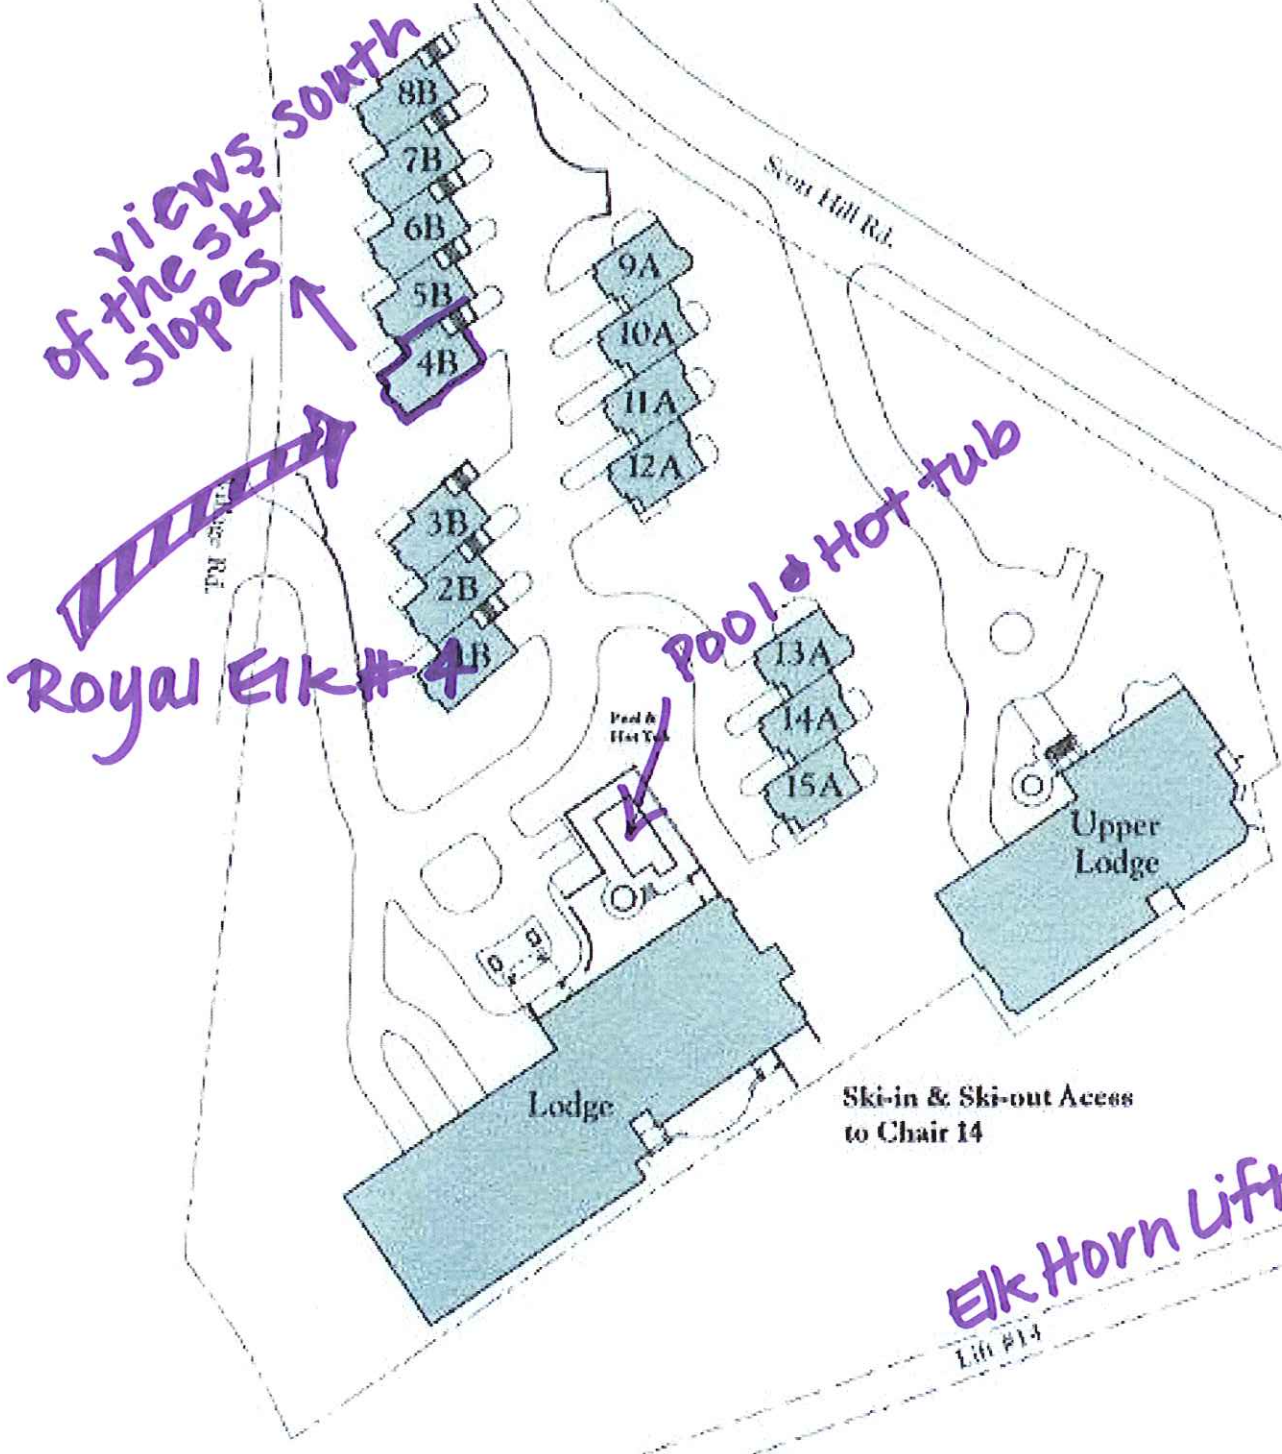 views south
of the ski
slopes
8B
7B
6B
5B
4B
9A
10A
11A
12A
Scott Hill Rd.
3B
2B
1B
Rd.
Royal Elk #4
Pool & Hot tub
Pool &
Hot Tub
13A
14A
15A
Upper
Lodge
Lodge
Ski-in & Ski-out Acess
to Chair 14
Elk Horn Lift
Lift #14